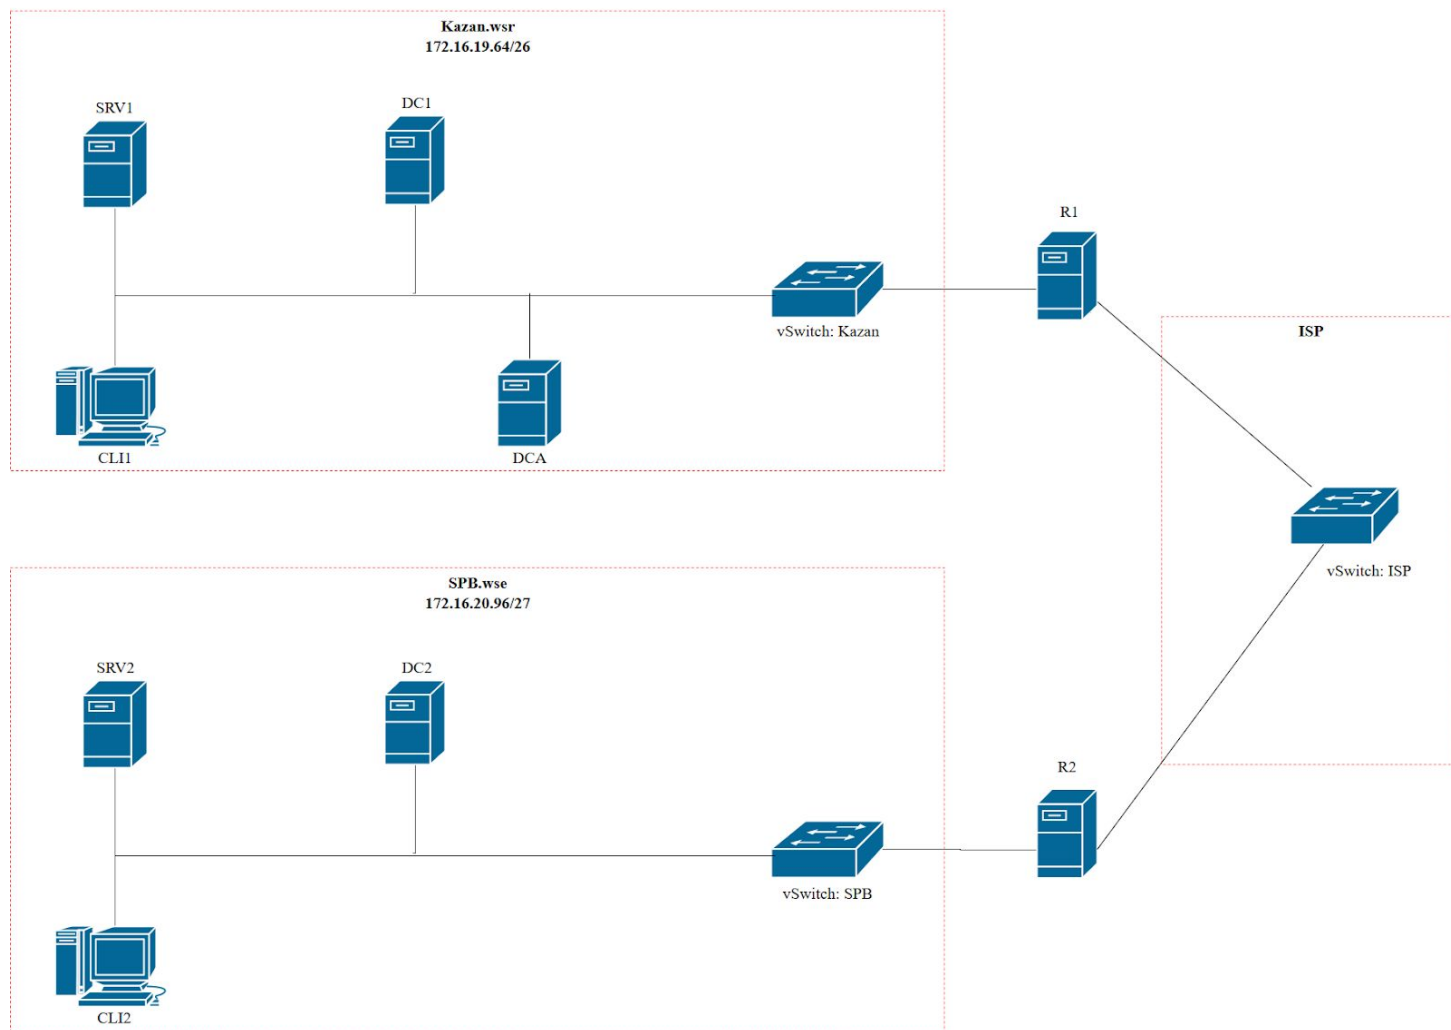 Kazan.wsr
172.16.19.64/26
SRV1
DC1
R1
vSwitch: Kazan
ISP
CLI1
DCA
vSwitch: ISP
SPB.wse
172.16.20.96/27
SRV2
DC2
R2
vSwitch: SPB
CLI2